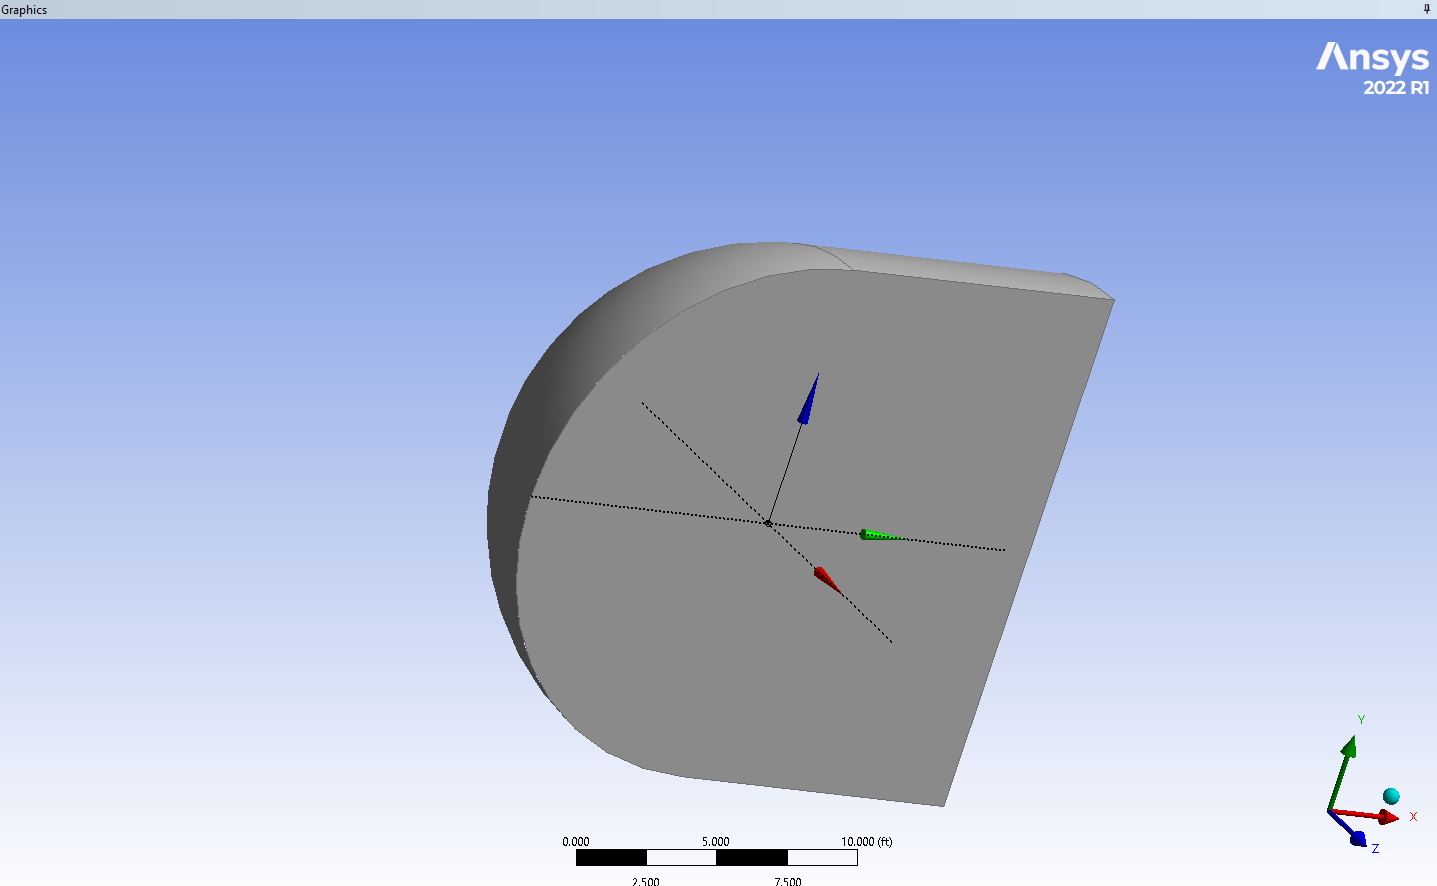 Graphics
Ansys
2022 R1
Y
X
Z
0.000 5.000 10.000 (ft)
2.500 7.500